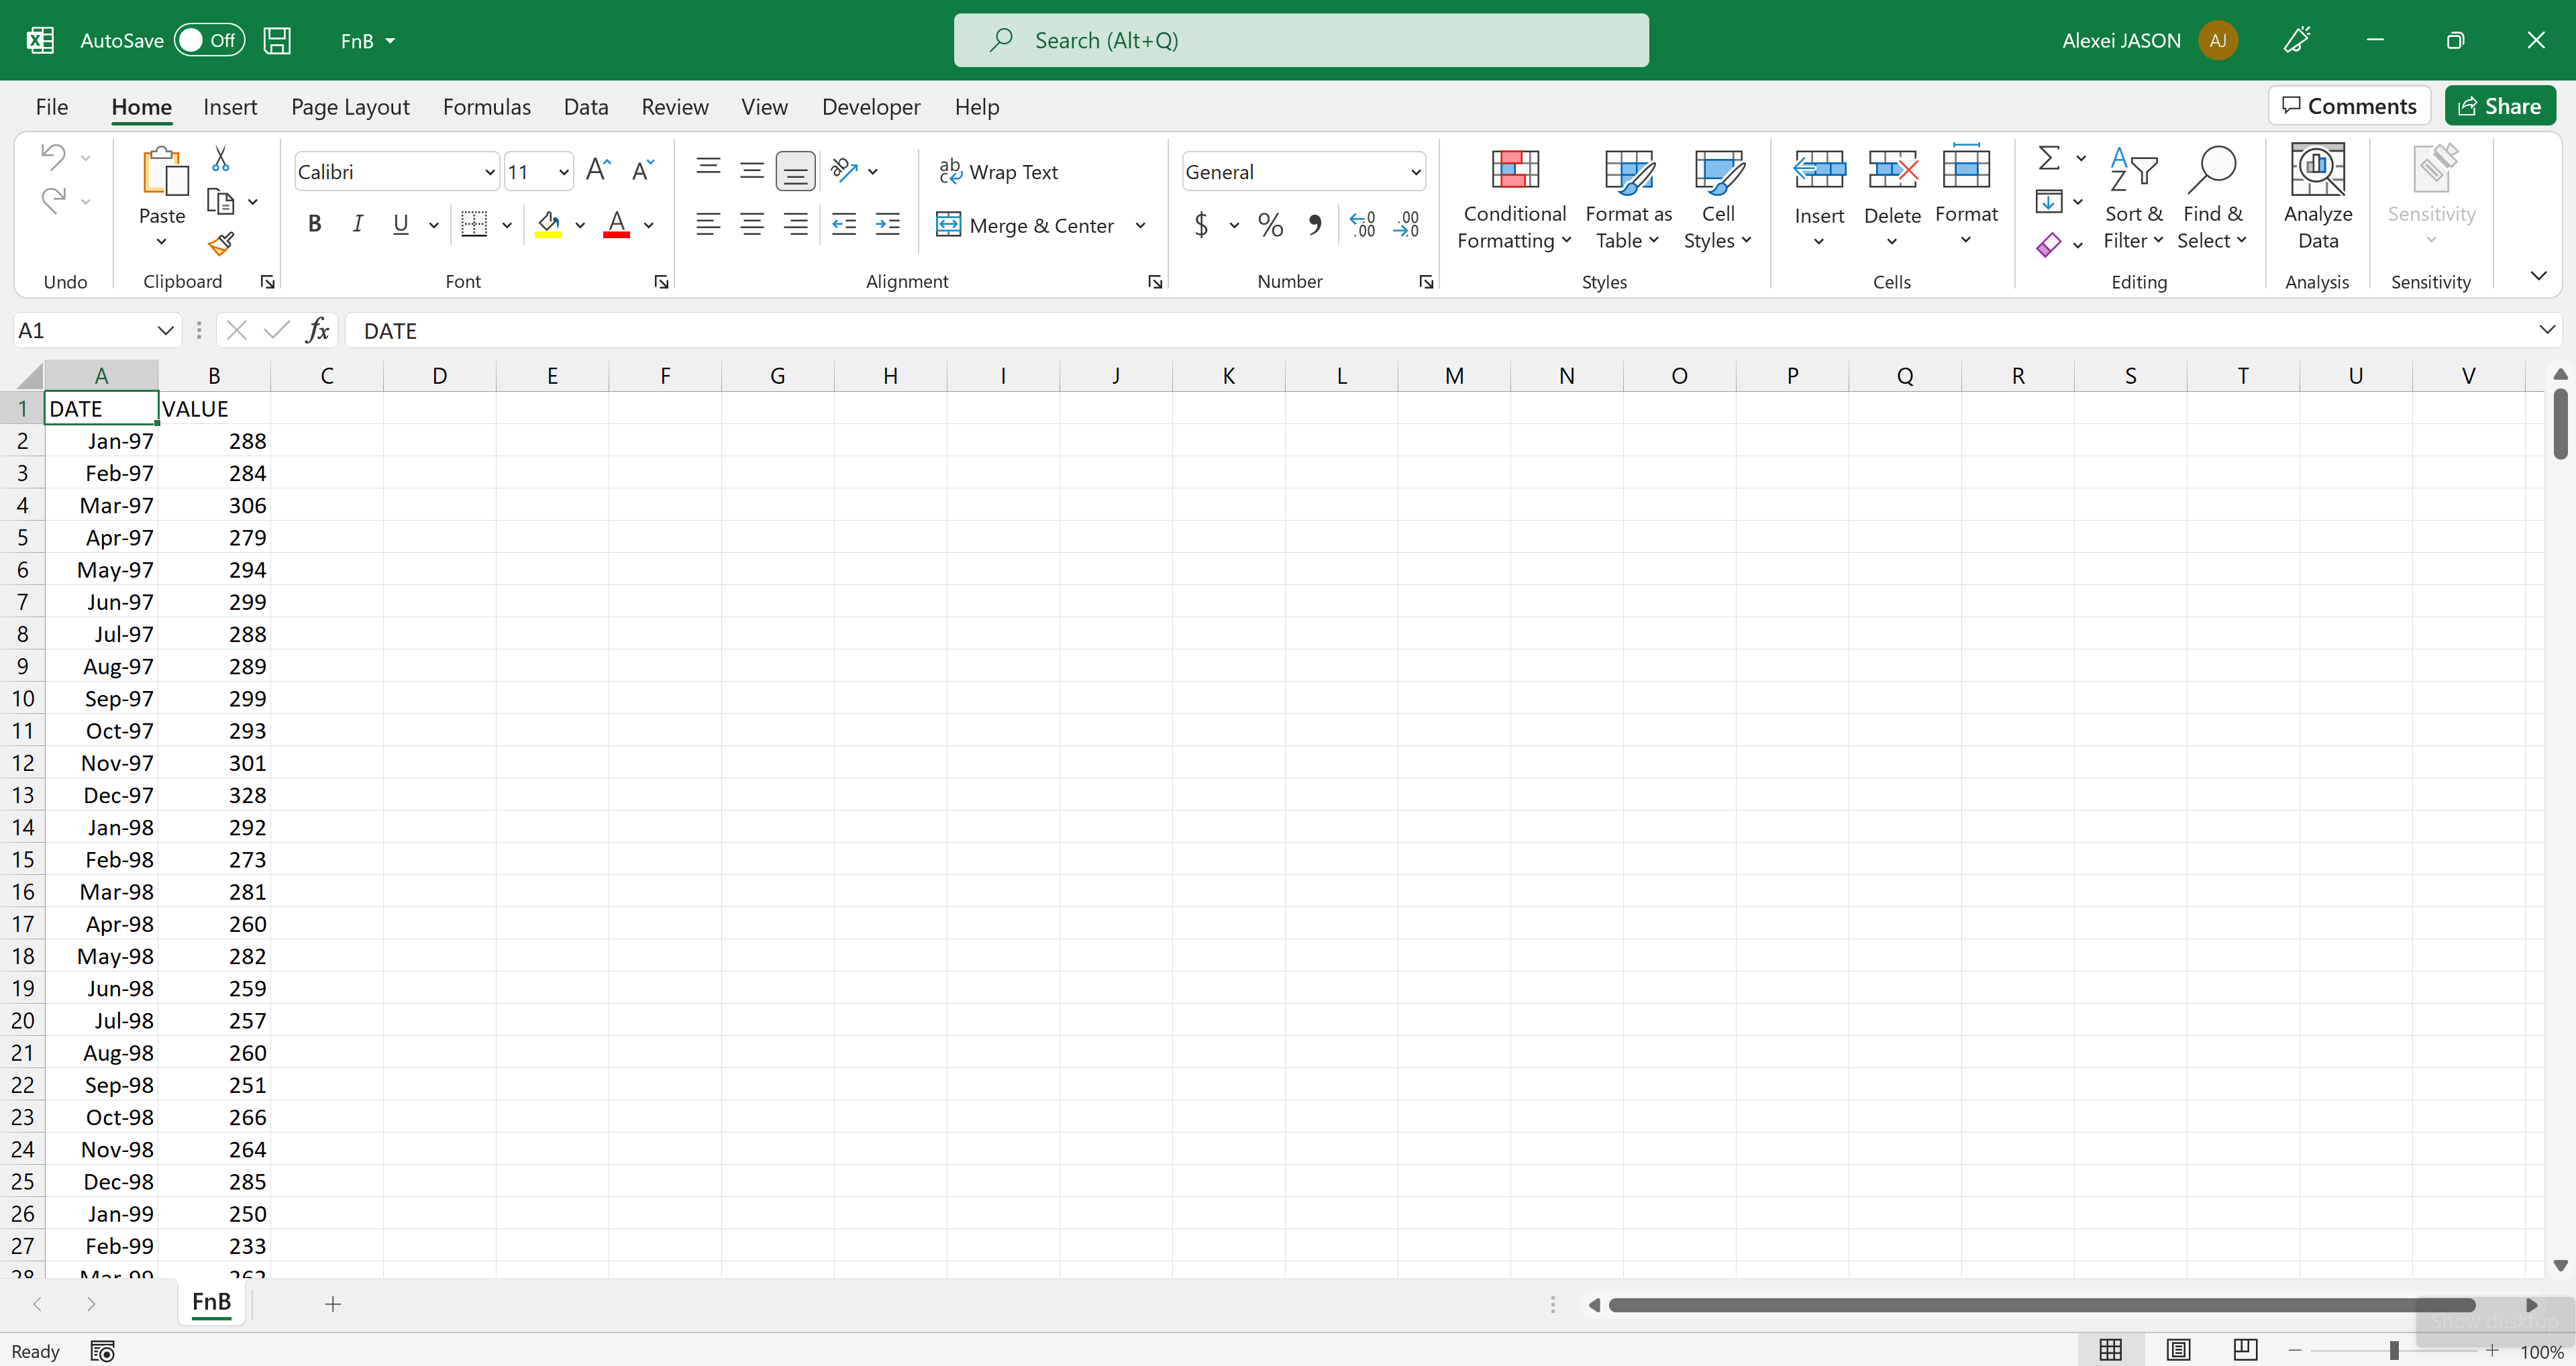 AutoSave Off FnB Search (Alt+Q) Alexei JASON AJ
File Home Insert Page Layout Formulas Data Review View Developer Help Comments Share
Calibri 11 Wrap Text General
Paste Conditional Formatting Format as Table Cell Styles Insert Delete Format Sort & Filter Find & Select Analyze Data Sensitivity
B I U A Merge & Center $ %
Undo Clipboard Font Alignment Number Styles Cells Editing Analysis Sensitivity
A1 fx DATE
A B C D E F G H I J K L M N O P Q R S T U V
1 DATE VALUE
2 Jan-97 288
3 Feb-97 284
4 Mar-97 306
5 Apr-97 279
6 May-97 294
7 Jun-97 299
8 Jul-97 288
9 Aug-97 289
10 Sep-97 299
11 Oct-97 293
12 Nov-97 301
13 Dec-97 328
14 Jan-98 292
15 Feb-98 273
16 Mar-98 281
17 Apr-98 260
18 May-98 282
19 Jun-98 259
20 Jul-98 257
21 Aug-98 260
22 Sep-98 251
23 Oct-98 266
24 Nov-98 264
25 Dec-98 285
26 Jan-99 250
27 Feb-99 233
28 Mar-99 262
FnB
Show desktop
Ready 100%